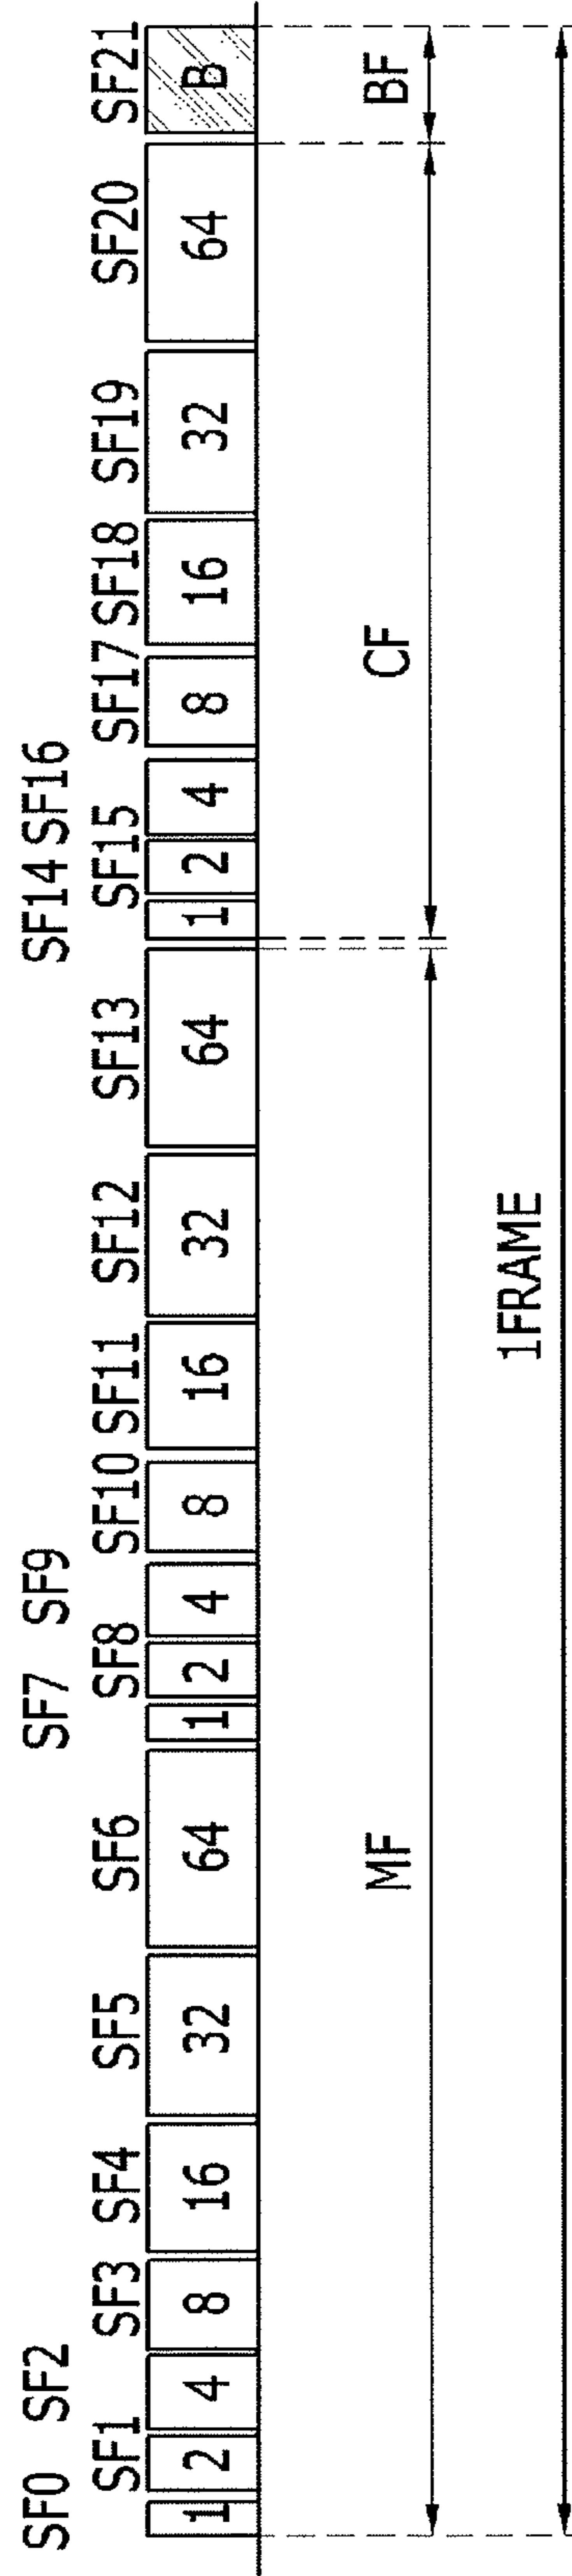 SF0 SF2 SF7 SF9 SF14 SF16
SF1 SF3 SF4 SF5 SF6 SF8 SF10 SF11 SF12 SF13 SF15 SF17 SF18 SF19 SF20 SF21
1 2 4 8 16 32 64 1 2 4 8 16 32 64 1 2 4 8 16 32 64 B
MF CF BF
1FRAME